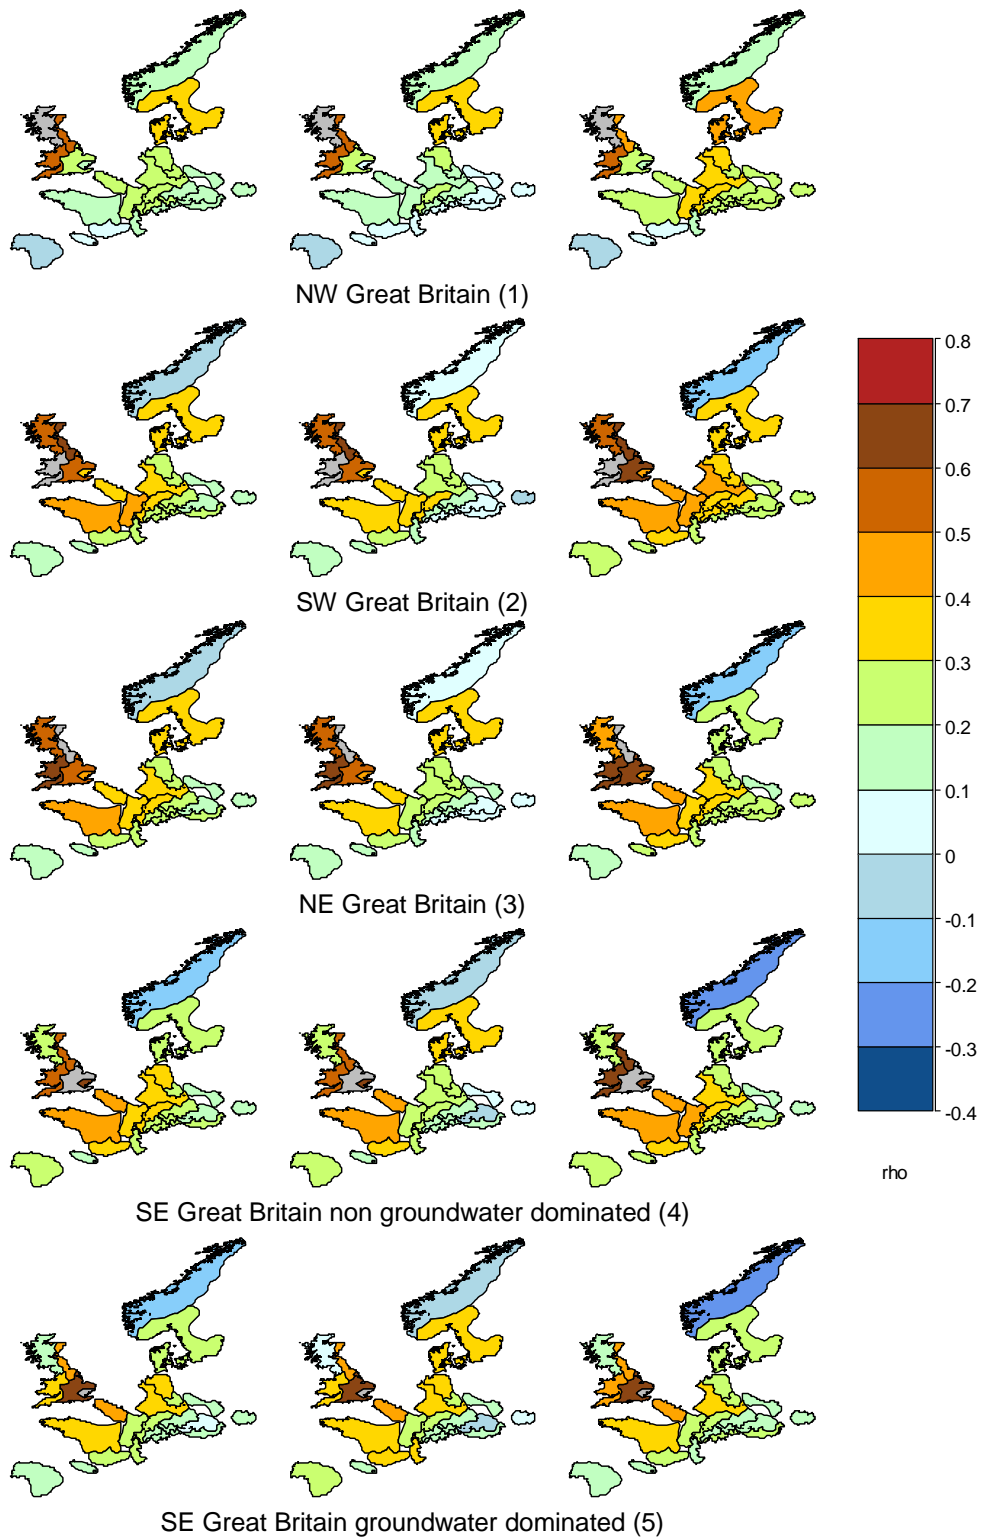 NW Great Britain (1)
SW Great Britain (2)
NE Great Britain (3)
SE Great Britain non groundwater dominated (4)
SE Great Britain groundwater dominated (5)
0.8
0.7
0.6
0.5
0.4
0.3
0.2
0.1
0
-0.1
-0.2
-0.3
-0.4
rho